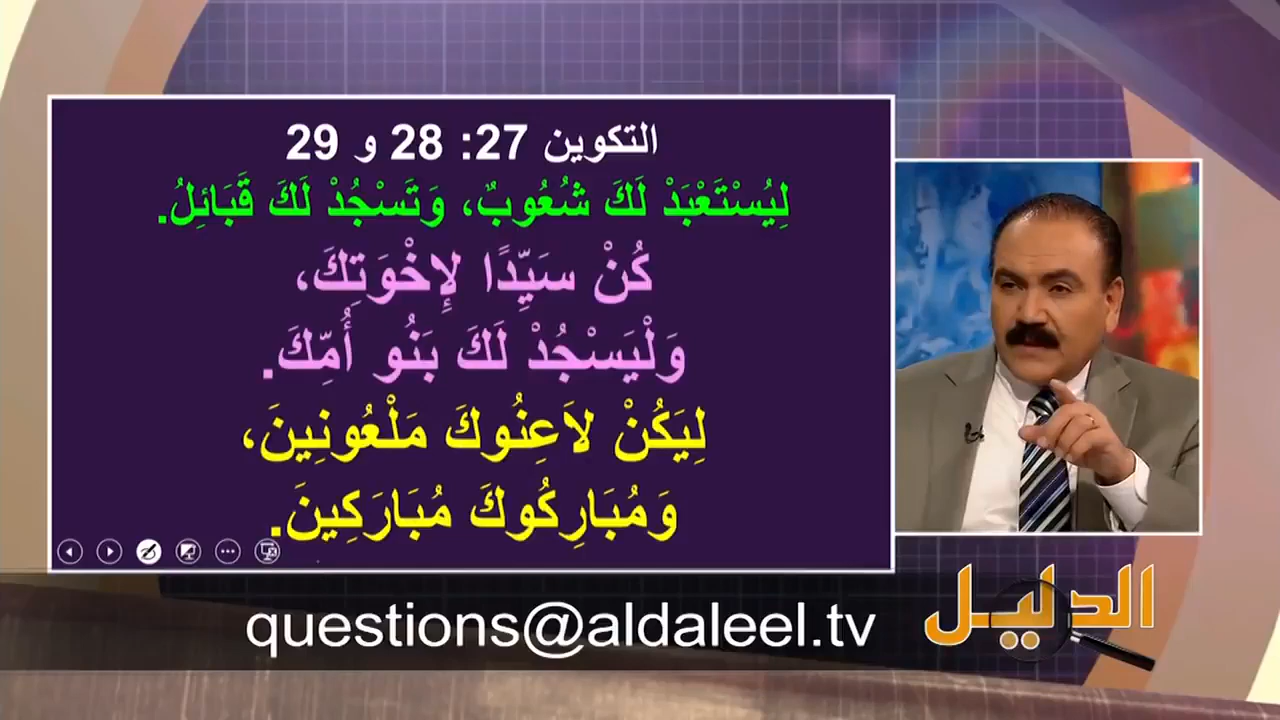 التكوين 27: 28 و 29
لِيُسْتَعْبَدْ لَكَ شُعُوبٌ، وَتَسْجُدْ لَكَ قَبَائِلُ.
كُنْ سَيِّدًا لإِخْوَتِكَ،
وَلْيَسْجُدْ لَكَ بَنُو أُمِّكَ.
لِيَكُنْ لاَعِنُوكَ مَلْعُونِينَ،
وَمُبَارِكُوكَ مُبَارَكِينَ.
الدليل
questions@aldaleel.tv